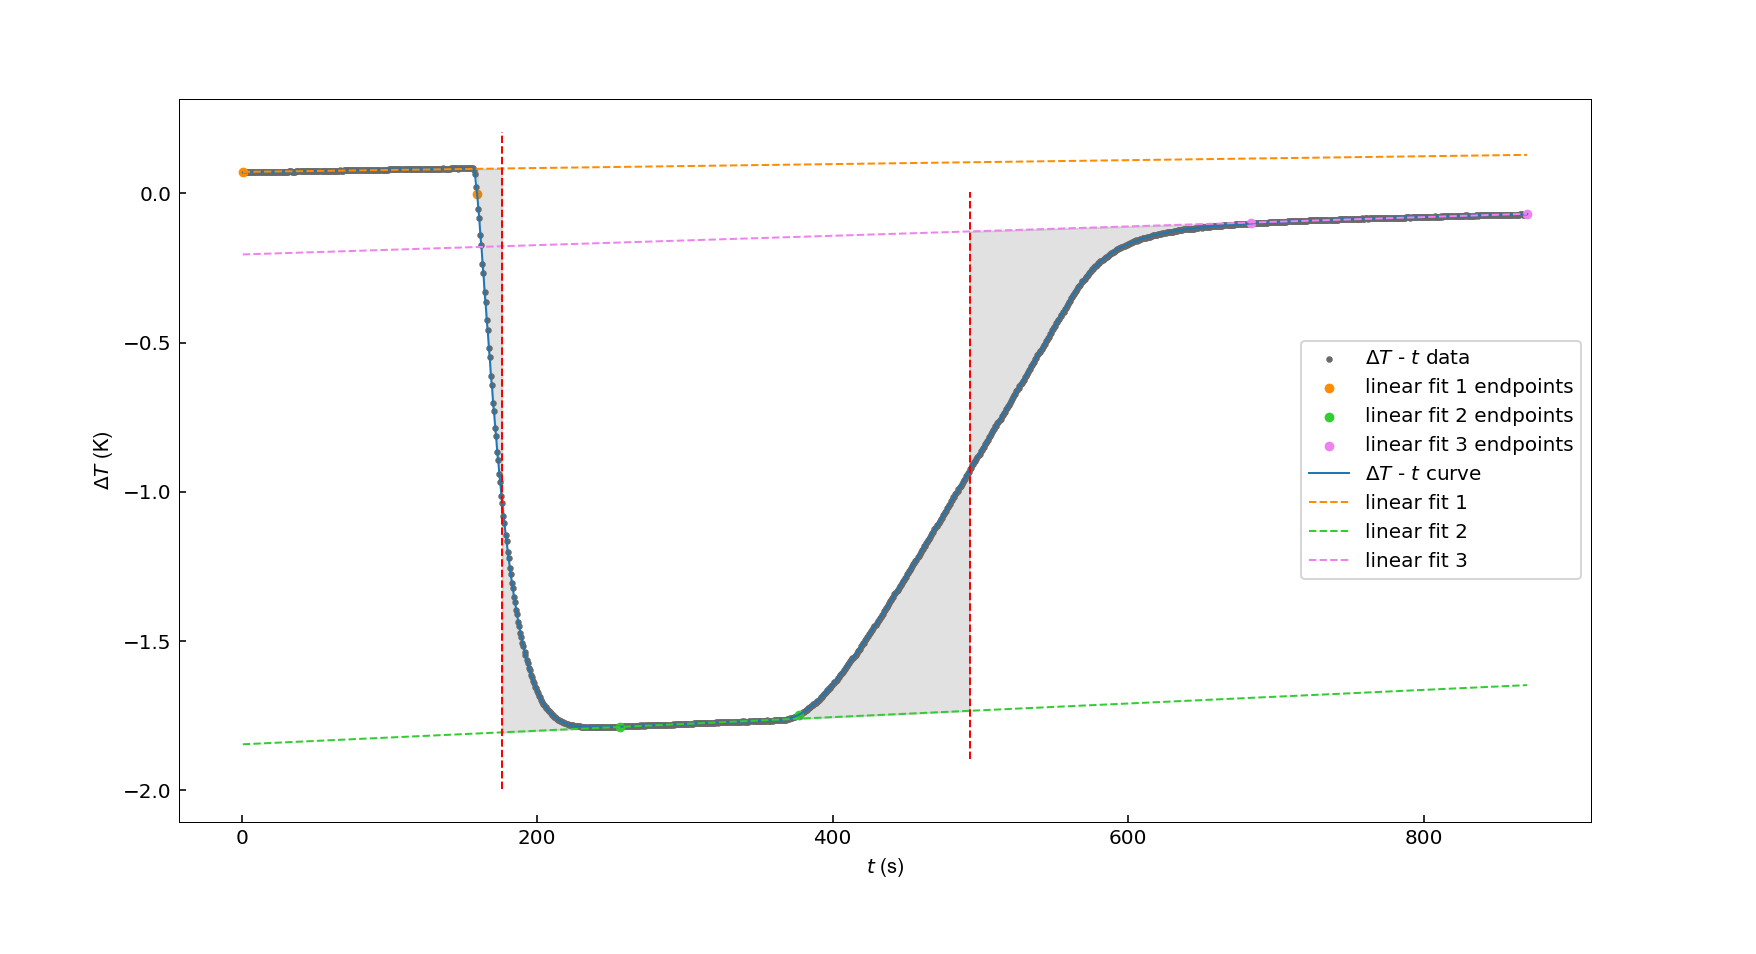 0.0
−0.5
−1.0
−1.5
−2.0
ΔT (K)
0 200 400 600 800
t (s)
ΔT - t data
linear fit 1 endpoints
linear fit 2 endpoints
linear fit 3 endpoints
ΔT - t curve
linear fit 1
linear fit 2
linear fit 3